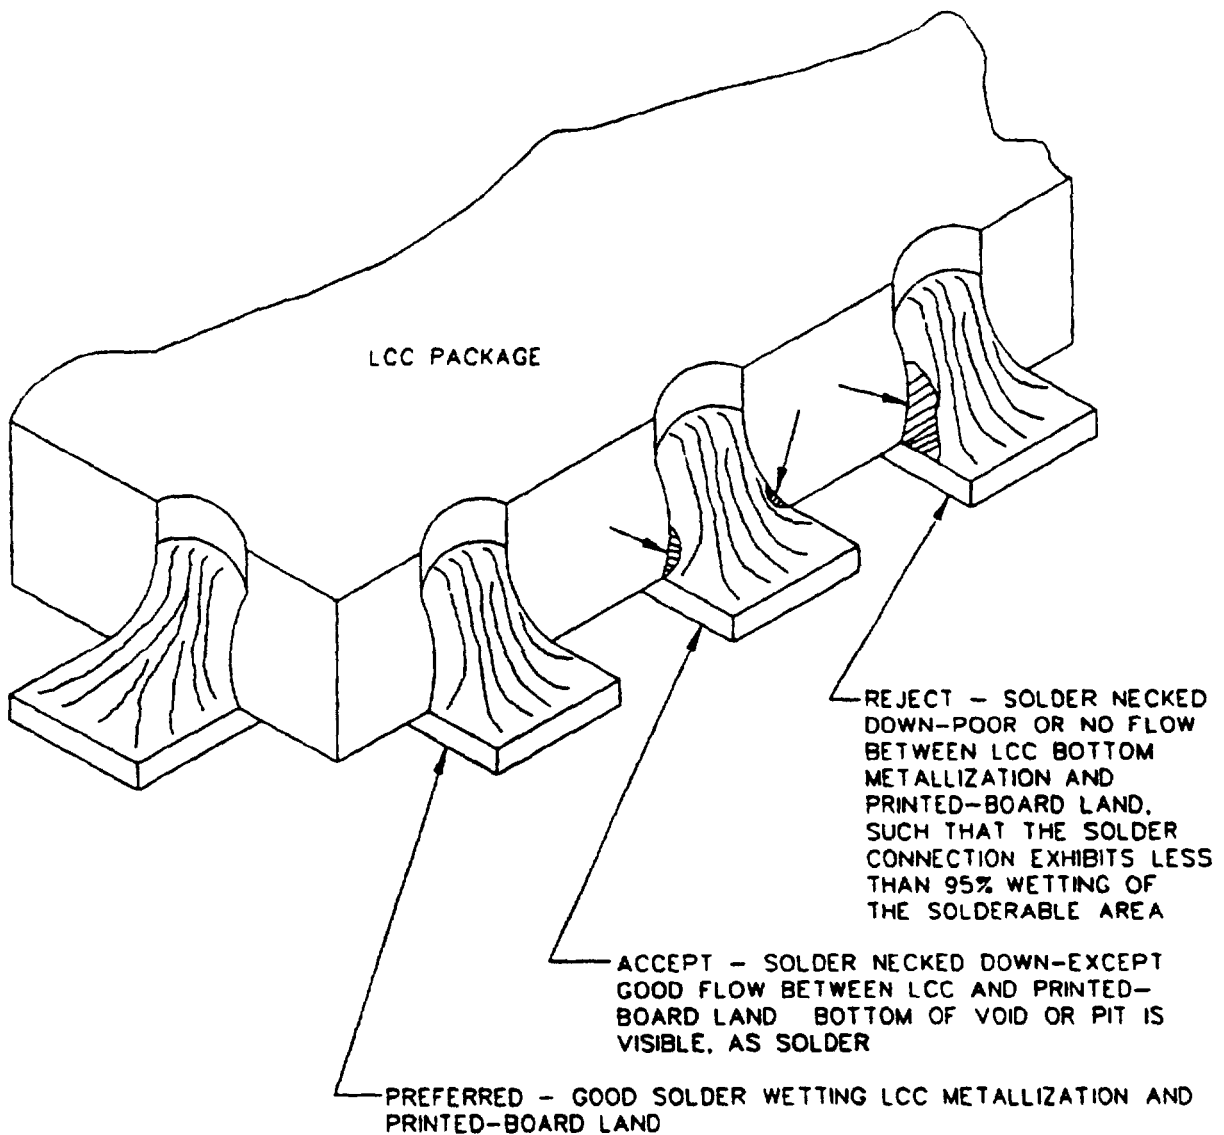 LCC PACKAGE
REJECT - SOLDER NECKED
DOWN-POOR OR NO FLOW
BETWEEN LCC BOTTOM
METALLIZATION AND
PRINTED-BOARD LAND.
SUCH THAT THE SOLDER
CONNECTION EXHIBITS LESS
THAN 95% WETTING OF
THE SOLDERABLE AREA
ACCEPT - SOLDER NECKED DOWN-EXCEPT
GOOD FLOW BETWEEN LCC AND PRINTED-
BOARD LAND BOTTOM OF VOID OR PIT IS
VISIBLE, AS SOLDER
PREFERRED - GOOD SOLDER WETTING LCC METALLIZATION AND
PRINTED-BOARD LAND